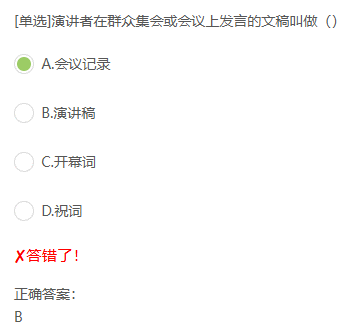 [单选]演讲者在群众集会或会议上发言的文稿叫做（）
A.会议记录
B.演讲稿
C.开幕词
D.祝词
✗答错了！
正确答案：
B